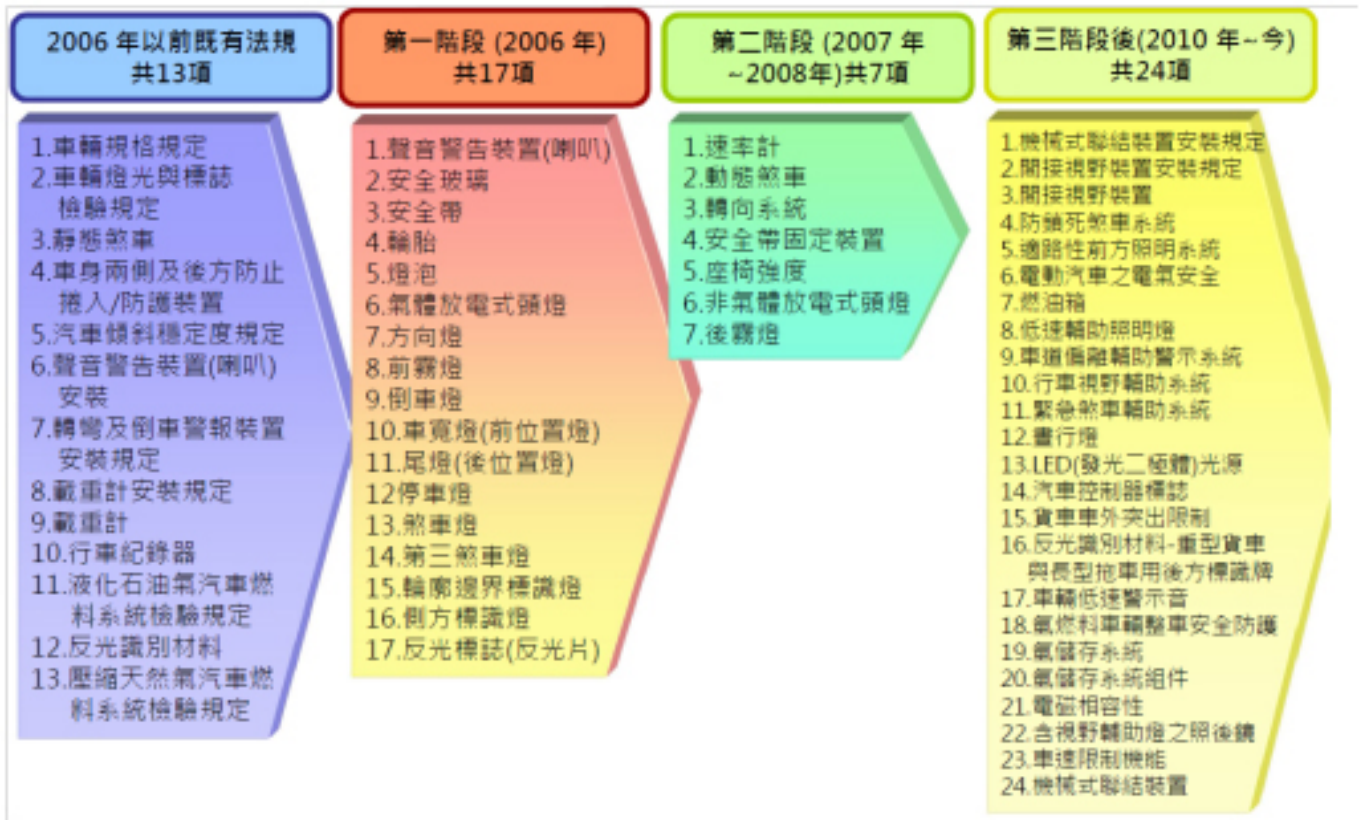 2006 年以前既有法規
共13項
1.車輛規格規定
2.車輛燈光與標誌
檢驗規定
3.靜態煞車
4.車身兩側及後方防止
捲入/防護裝置
5.汽車傾斜穩定度規定
6.聲音警告裝置(喇叭)
安裝
7.轉彎及倒車警報裝置
安裝規定
8.載重計安裝規定
9.載重計
10.行車紀錄器
11.液化石油氣汽車燃
料系統檢驗規定
12.反光識別材料
13.壓縮天然氣汽車燃
料系統檢驗規定
第一階段 (2006 年)
共17項
1.聲音警告裝置(喇叭)
2.安全玻璃
3.安全帶
4.輪胎
5.燈泡
6.氣體放電式頭燈
7.方向燈
8.前霧燈
9.倒車燈
10.車寬燈(前位置燈)
11.尾燈(後位置燈)
12停車燈
13.煞車燈
14.第三煞車燈
15.輪廓邊界標識燈
16.側方標識燈
17.反光標誌(反光片)
第二階段 (2007 年
~2008年)共7項
1.速率計
2.動態煞車
3.轉向系統
4.安全帶固定裝置
5.座椅強度
6.非氣體放電式頭燈
7.後霧燈
第三階段後(2010 年~今)
共24項
1.機械式聯結裝置安裝規定
2.間接視野裝置安裝規定
3.間接視野裝置
4.防鎖死煞車系統
5.適路性前方照明系統
6.電動汽車之電氣安全
7.燃油箱
8.低速輔助照明燈
9.車道偏離輔助警示系統
10.行車視野輔助系統
11.緊急煞車輔助系統
12.晝行燈
13.LED(發光二極體)光源
14.汽車控制器標誌
15.貨車車外突出限制
16.反光識別材料-重型貨車
與長型拖車用後方標識牌
17.車輛低速警示音
18.氫燃料車輛整車安全防護
19.氫儲存系統
20.氫儲存系統組件
21.電磁相容性
22.含視野輔助燈之照後鏡
23.車速限制機能
24.機械式聯結裝置